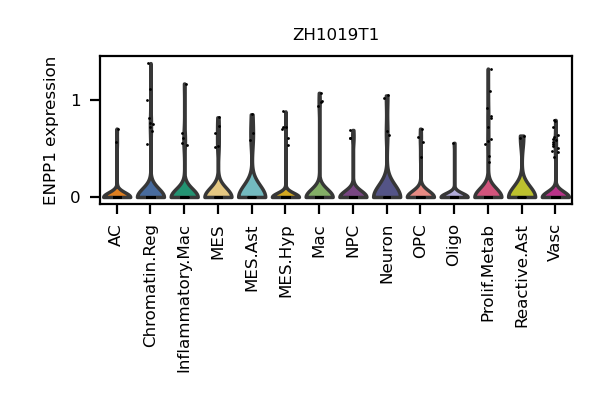 ZH1019T1
ENPP1 expression
1
0
AC
Chromatin.Reg
Inflammatory.Mac
MES
MES.Ast
MES.Hyp
Mac
NPC
Neuron
OPC
Oligo
Prolif.Metab
Reactive.Ast
Vasc